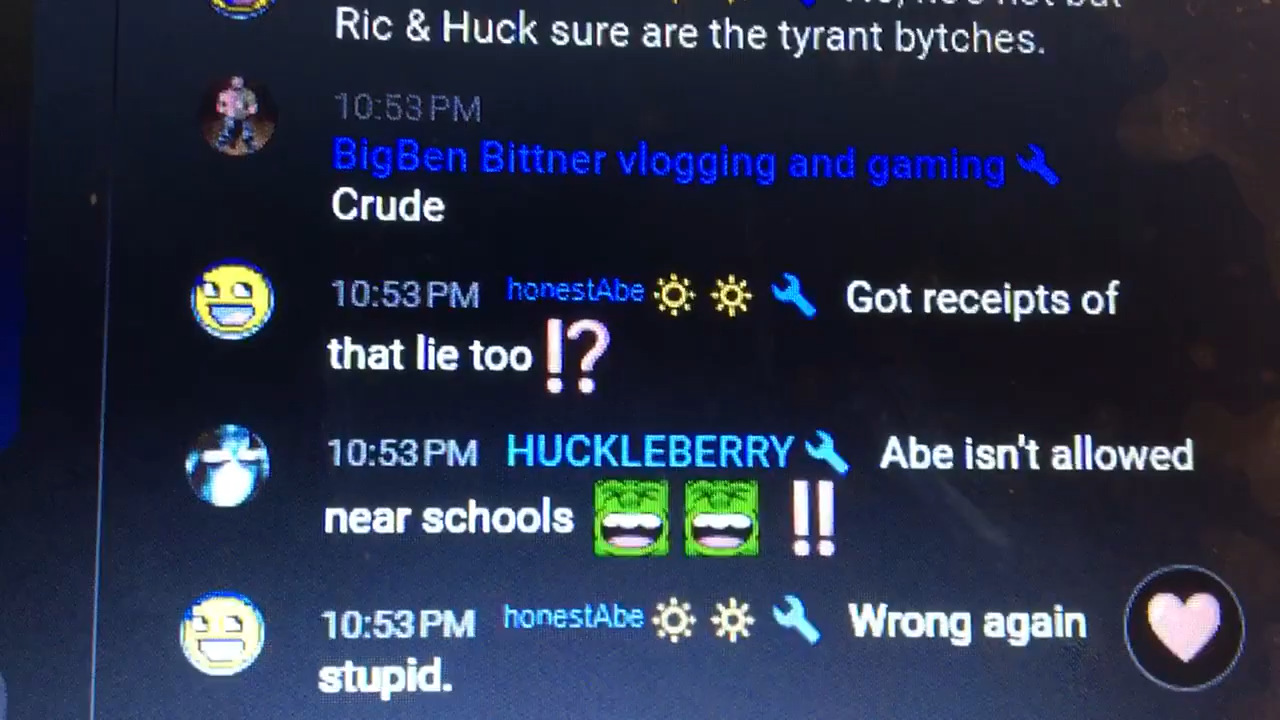 Ric & Huck sure are the tyrant bytches.
10:53 PM
BigBen Bittner vlogging and gaming
Crude
10:53 PM honestAbe Got receipts of
that lie too⁉
10:53 PM HUCKLEBERRY Abe isn't allowed
near schools ‼
10:53 PM honestAbe Wrong again
stupid.